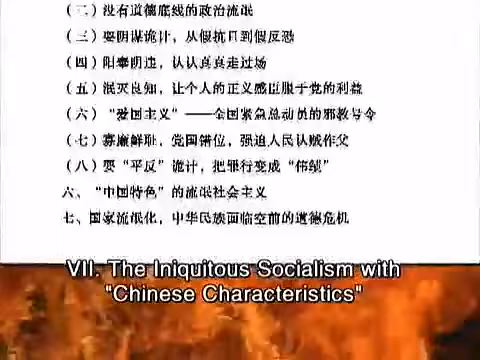 （二）没有道德底线的政治流氓
（三）耍阴谋诡计，从假抗日到假反恐
（四）阳奉阴违，认认真真走过场
（五）泯灭良知，让个人的正义感臣服于党的利益
（六）“爱国主义”——全国紧急总动员的邪教号令
（七）寡廉鲜耻，党国错位，强迫人民认贼作父
（八）耍“平反”诡计，把罪行变成“伟绩”
六、“中国特色”的流氓社会主义
七、国家流氓化，中华民族面临空前的道德危机
VII. The Iniquitous Socialism with
"Chinese Characteristics"